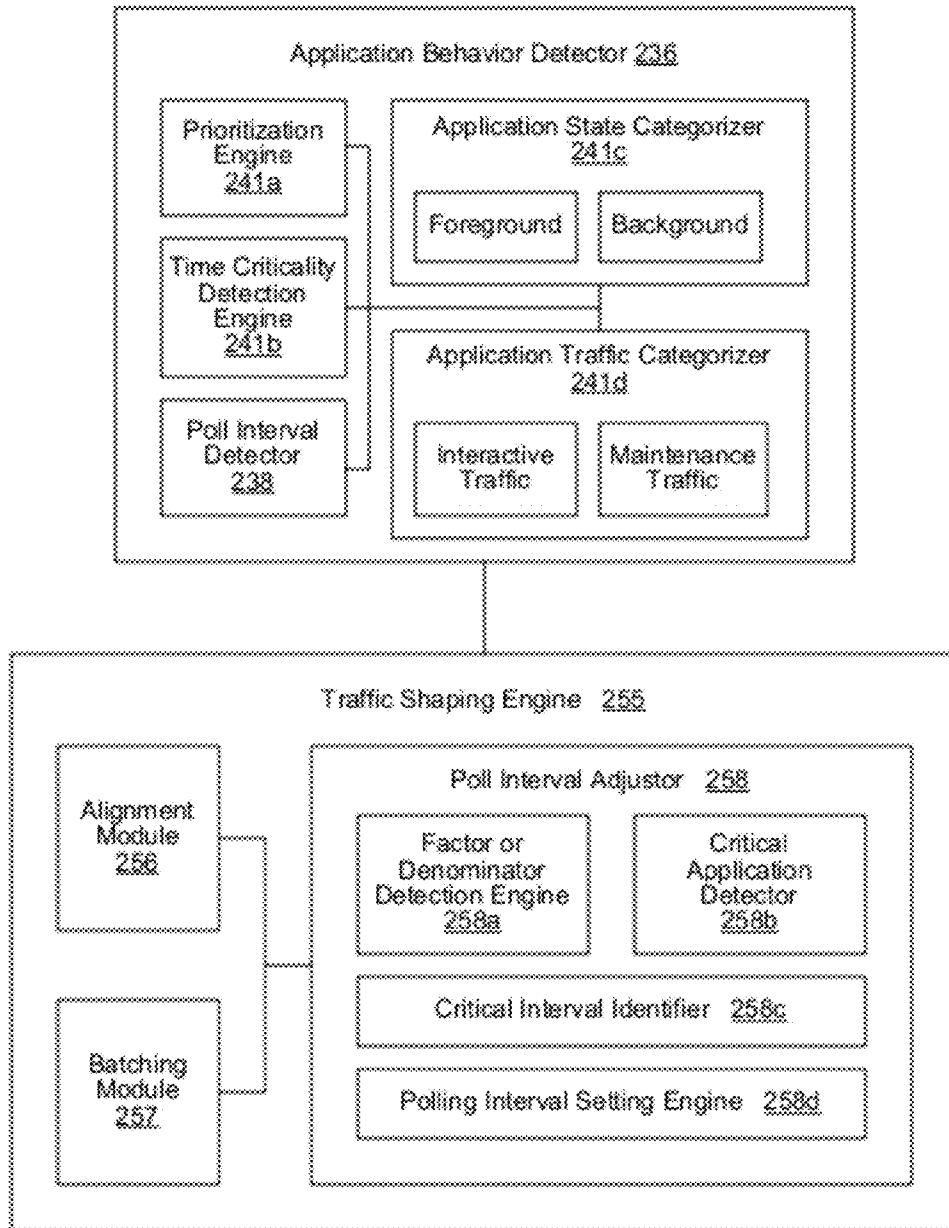 Application Behavior Detector 236
Prioritization
Engine
241a
Time Criticality
Detection
Engine
241b
Poll Interval
Detector
238
Application State Categorizer
241c
Foreground
Background
Application Traffic Categorizer
241d
Interactive
Traffic
Maintenance
Traffic
Traffic Shaping Engine 255
Alignment
Module
256
Batching
Module
257
Poll Interval Adjustor 258
Factor or
Denominator
Detection Engine
258a
Critical
Application
Detector
258b
Critical Interval Identifier 258c
Polling Interval Setting Engine 258d